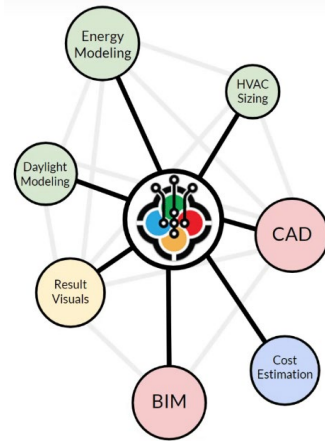 Energy
Modeling
HVAC
Sizing
Daylight
Modeling
CAD
Result
Visuals
Cost
Estimation
BIM